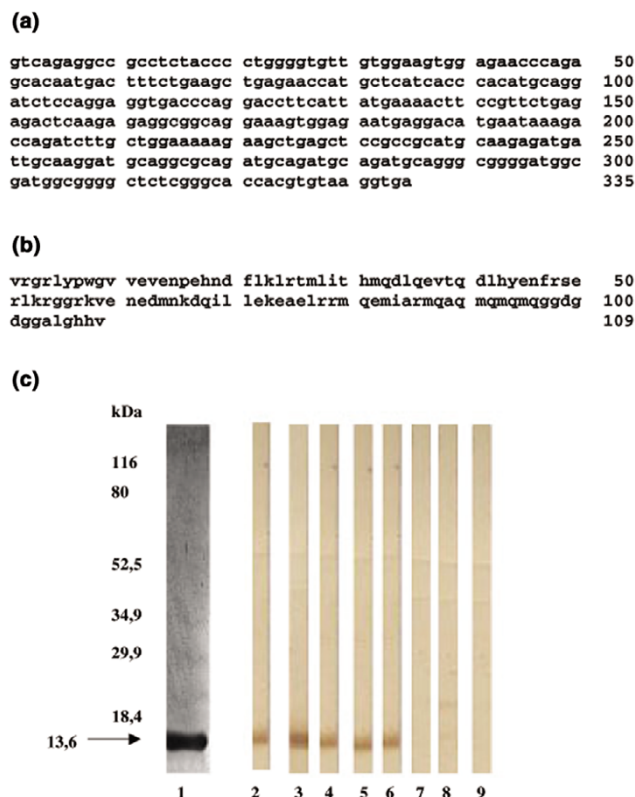 (a)
gtcagaggcc gcctctaccc ctggggtgtt gtggaagtgg agaacccaga 50
gcacaatgac tttctgaagc tgagaaccat gctcatcacc cacatgcagg 100
atctccagga ggtgacccag gaccttcatt atgaaaactt ccgttctgag 150
agactcaaga gaggcggcag gaaagtggag aatgaggaca tgaataaaga 200
ccagatcttg ctggaaaaag aagctgagct ccgccgcatg caagagatga 250
ttgcaaggat gcaggcgcag atgcagatgc agatgcaggg cggggatggc 300
gatggcgggg ctctcgggca ccacgtgtaa ggtga 335
(b)
vrgrlypwgv vevenpehnd flklrtmlit hmqdlqevtq dlhyenfrse 50
rlkrggrkve nedmnkdqil lekeaelrrm qemiarmqaq mqmqmqggdg 100
dggalghhv 109
(c)
kDa
116
80
52,5
34,9
29,9
18,4
13,6
1 2 3 4 5 6 7 8 9